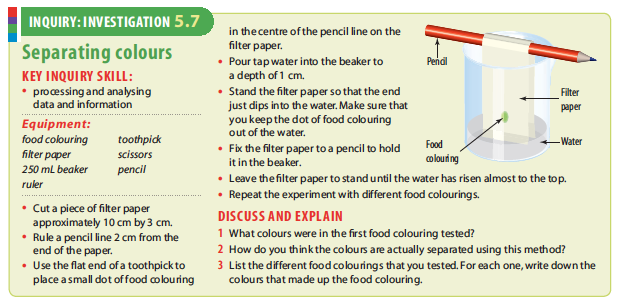 INQUIRY: INVESTIGATION 5.7
Separating colours
KEY INQUIRY SKILL:
• processing and analysing
data and information
Equipment:
food colouring toothpick
filter paper scissors
250 mL beaker pencil
ruler
• Cut a piece of filter paper
approximately 10 cm by 3 cm.
• Rule a pencil line 2 cm from the
end of the paper.
• Use the flat end of a toothpick to
place a small dot of food colouring
in the centre of the pencil line on the
filter paper.
• Pour tap water into the beaker to
a depth of 1 cm.
• Stand the filter paper so that the end
just dips into the water. Make sure that
you keep the dot of food colouring
out of the water.
• Fix the filter paper to a pencil to hold
it in the beaker.
• Leave the filter paper to stand until the water has risen almost to the top.
• Repeat the experiment with different food colourings.
Pencil
Filter
paper
Water
Food
colouring
DISCUSS AND EXPLAIN
1 What colours were in the first food colouring tested?
2 How do you think the colours are actually separated using this method?
3 List the different food colourings that you tested. For each one, write down the
colours that made up the food colouring.